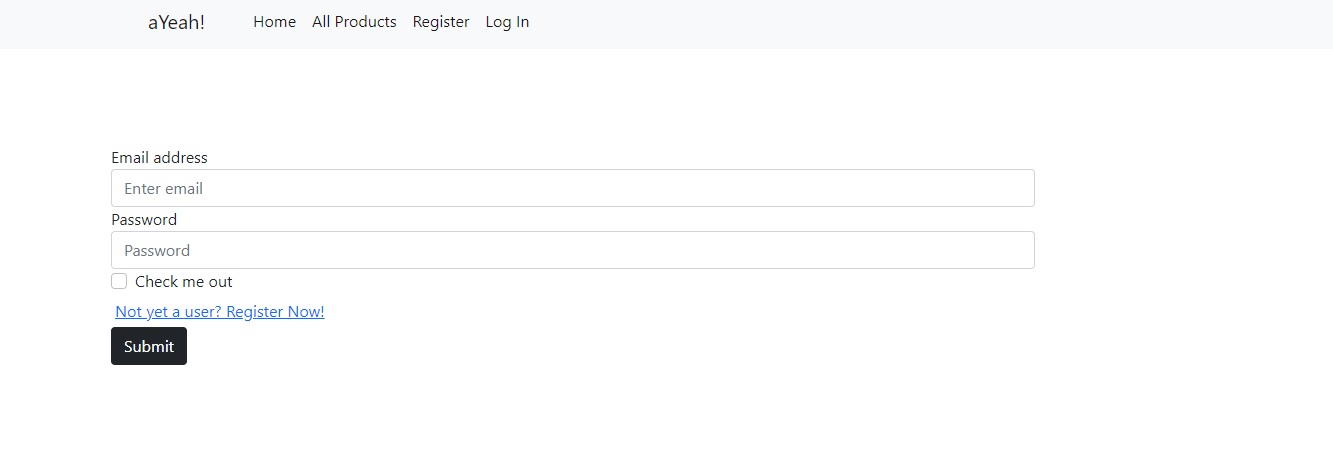 aYeah! Home All Products Register Log In
Email address
Enter email
Password
Password
Check me out
Not yet a user? Register Now!
Submit